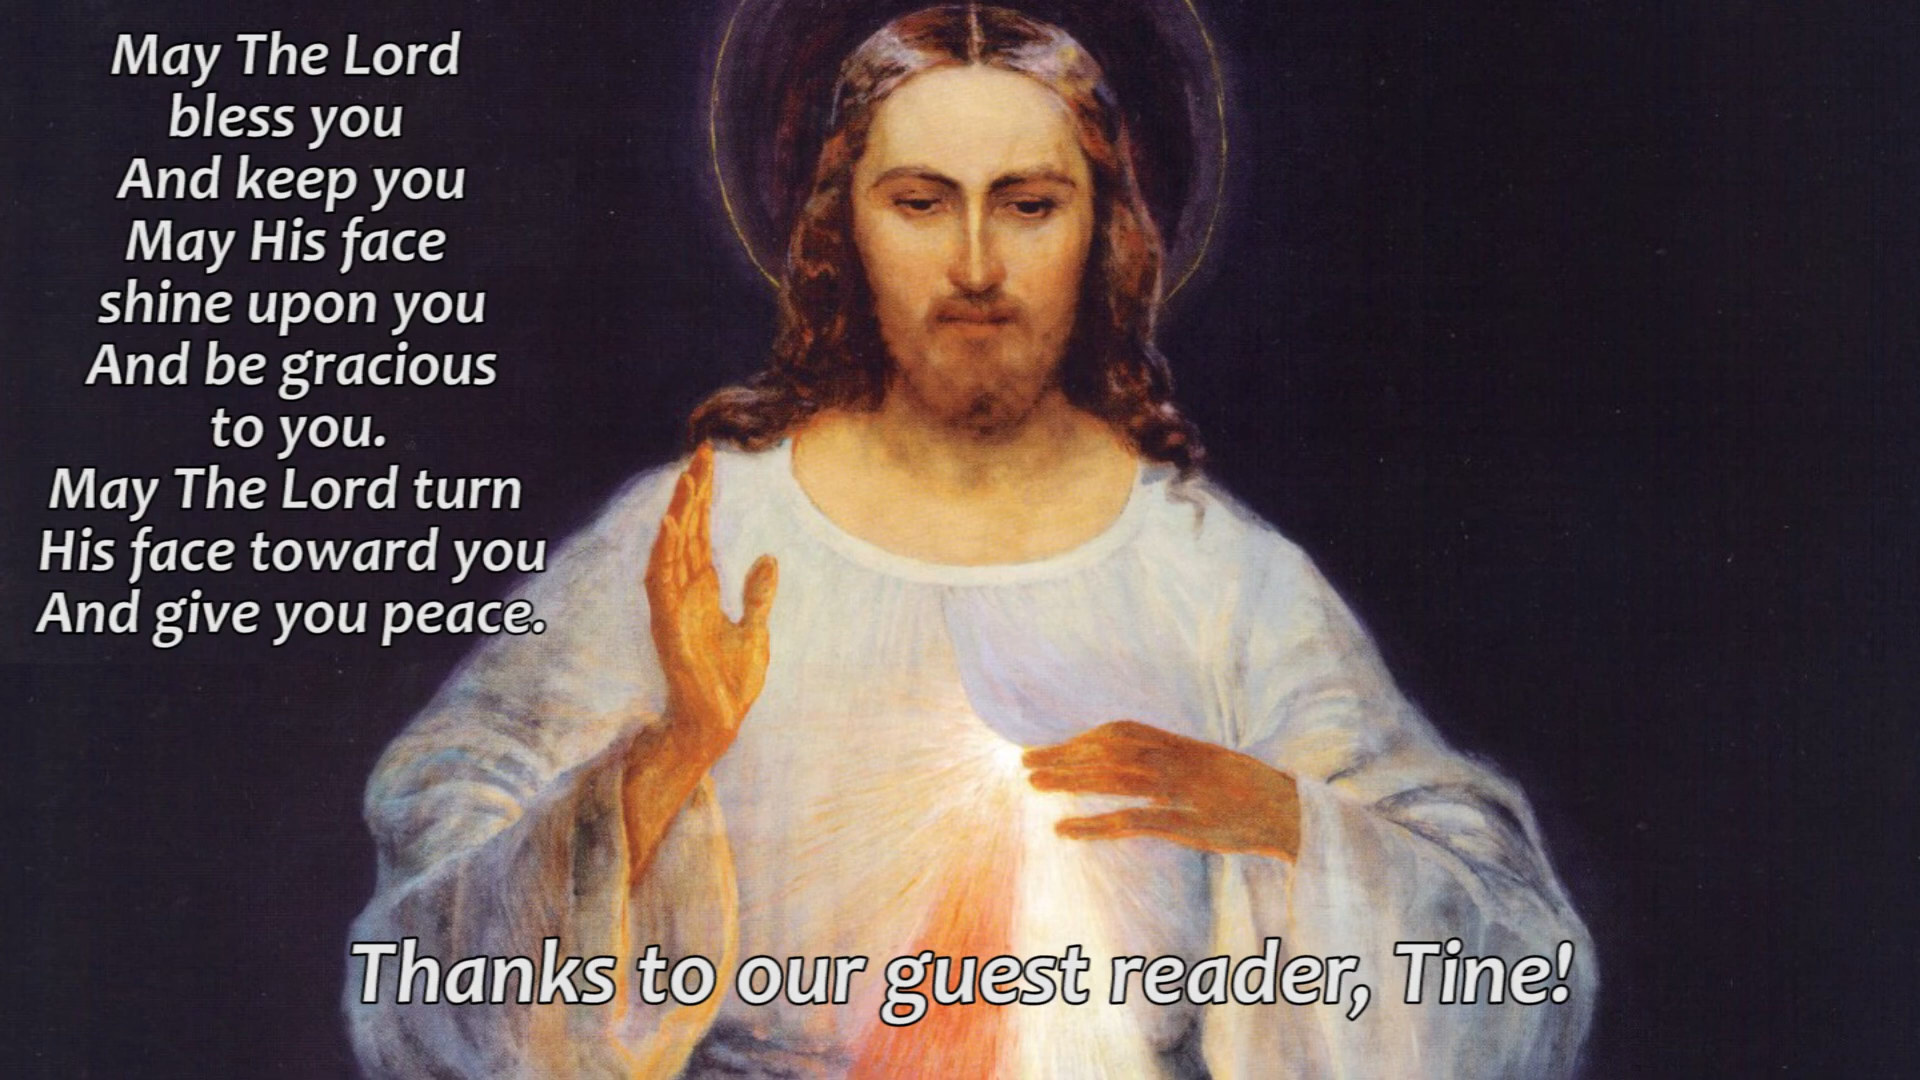 May The Lord
bless you
And keep you
May His face
shine upon you
And be gracious
to you.
May The Lord turn
His face toward you
And give you peace.
Thanks to our guest reader, Tine!